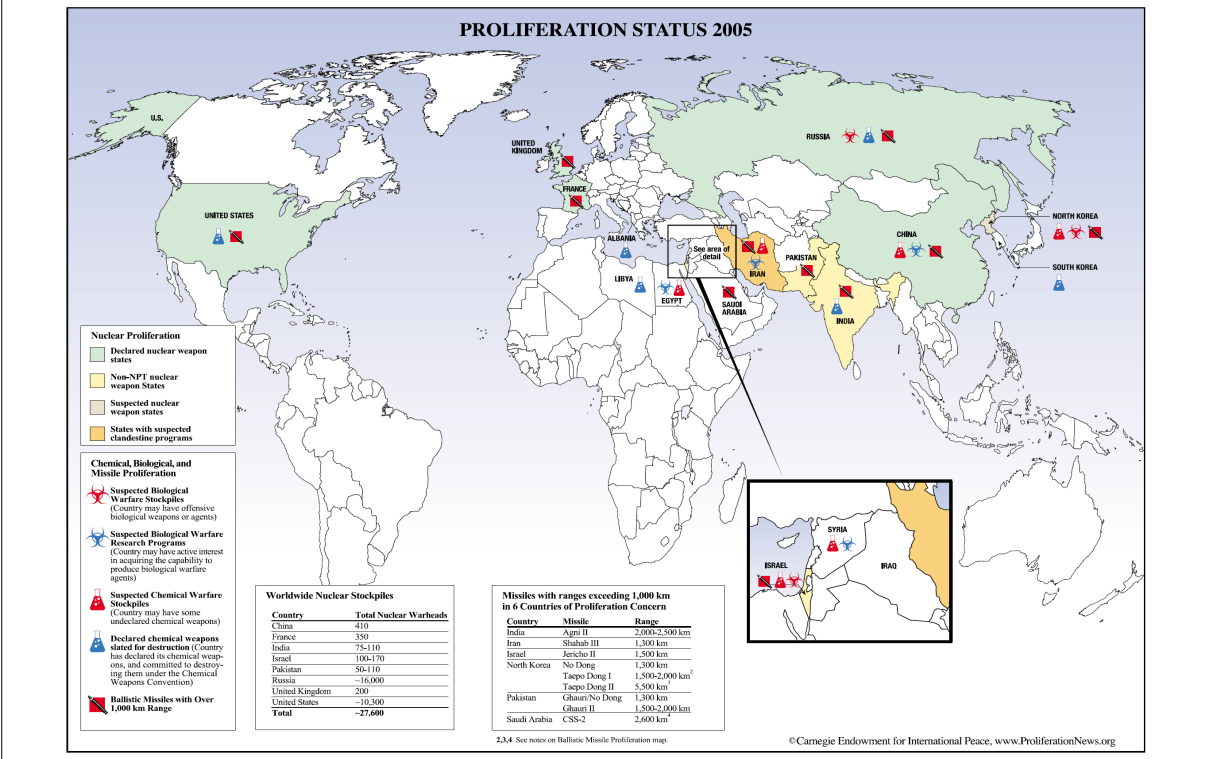 PROLIFERATION STATUS 2005
U.S.
UNITED STATES
UNITED
KINGDOM
FRANCE
ALBANIA
LIBYA
EGYPT
See area of
detail
SAUDI
ARABIA
IRAN
PAKISTAN
INDIA
RUSSIA
CHINA
NORTH KOREA
SOUTH KOREA
Nuclear Proliferation
Declared nuclear weapon
states
Non-NPT nuclear
weapon States
Suspected nuclear
weapon states
States with suspected
clandestine programs
Chemical, Biological, and
Missile Proliferation
Suspected Biological
Warfare Stockpiles
(Country may have offensive
biological weapons or agents)
Suspected Biological Warfare
Research Programs
(Country may have active interest
in acquiring the capability to
produce biological warfare
agents)
Suspected Chemical Warfare
Stockpiles
(Country may have some
undeclared chemical weapons)
Declared chemical weapons
slated for destruction (Country
has declared its chemical weap-
ons, and committed to destroy-
ing them under the Chemical
Weapons Convention)
Ballistic Missiles with Over
1,000 km Range
Worldwide Nuclear Stockpiles
Country Total Nuclear Warheads
China 410
France 350
India 75-110
Israel 100-170
Pakistan 50-110
Russia ~16,000
United Kingdom 200
United States ~10,300
Total ~27,600
Missiles with ranges exceeding 1,000 km
in 6 Countries of Proliferation Concern
Country Missile Range
India Agni II 2,000-2,500 km
Iran Shahab III 1,300 km
Israel Jericho II 1,500 km
North Korea No Dong 1,300 km
Taepo Dong I 1,500-2,000 km2
Taepo Dong II 5,500 km3
Pakistan Ghauri/No Dong 1,300 km
Ghauri II 1,500-2,000 km
Saudi Arabia CSS-2 2,600 km4
2,3,4 See notes on Ballistic Missile Proliferation map.
SYRIA
ISRAEL
IRAQ
©Carnegie Endowment for International Peace, www.ProliferationNews.org